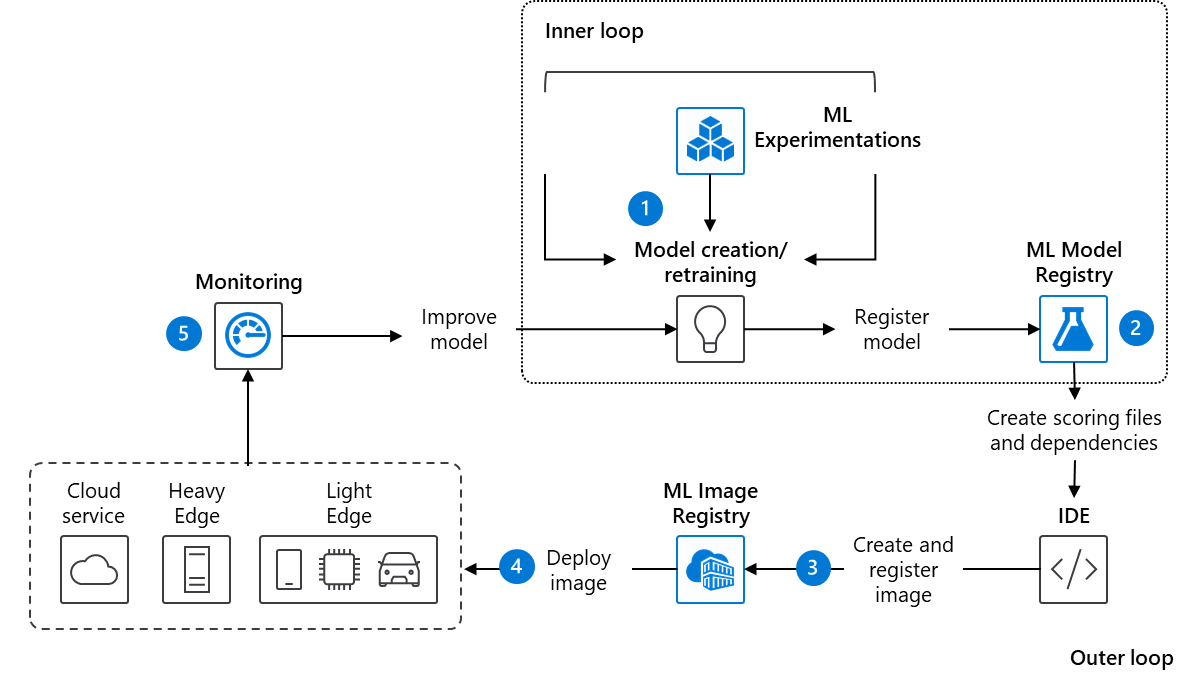 Inner loop
ML
Experimentations
1
Model creation/
retraining
ML Model
Registry
Monitoring
5
Improve
model
Register
model
2
Create scoring files
and dependencies
Cloud
service
Heavy
Edge
Light
Edge
ML Image
Registry
IDE
4
Deploy
image
3
Create and
register
image
</>
Outer loop